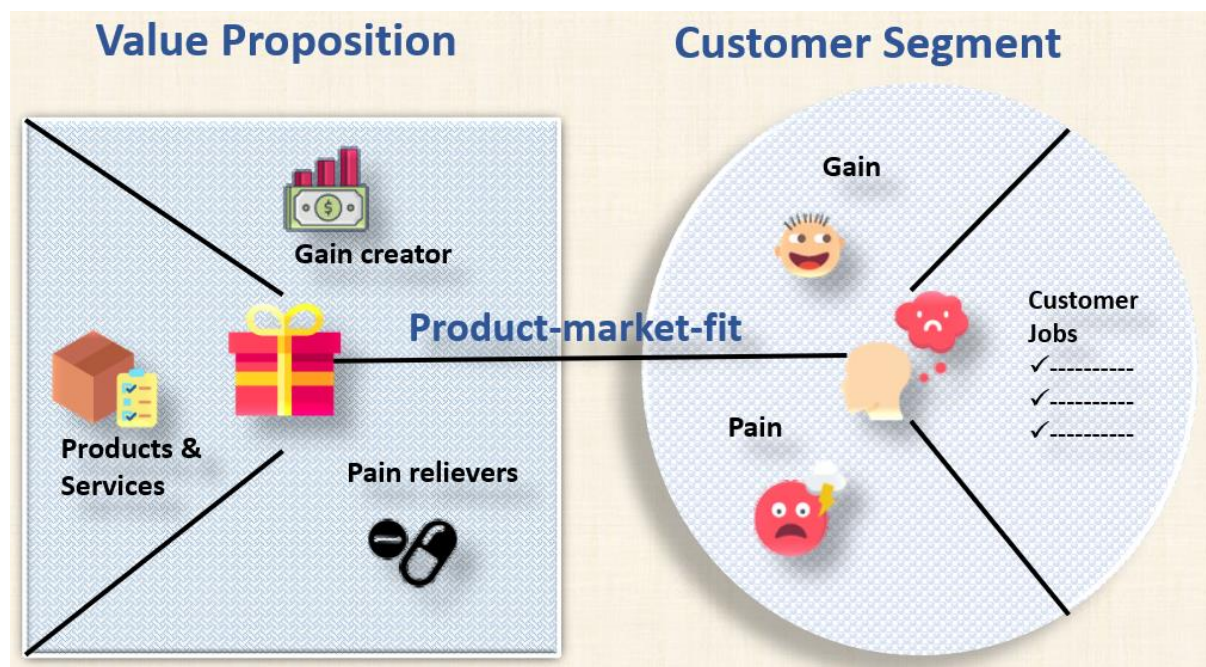 Value Proposition
Customer Segment
Gain creator
Products &
Services
Pain relievers
Product-market-fit
Gain
Pain
Customer
Jobs
✓----------
✓----------
✓----------